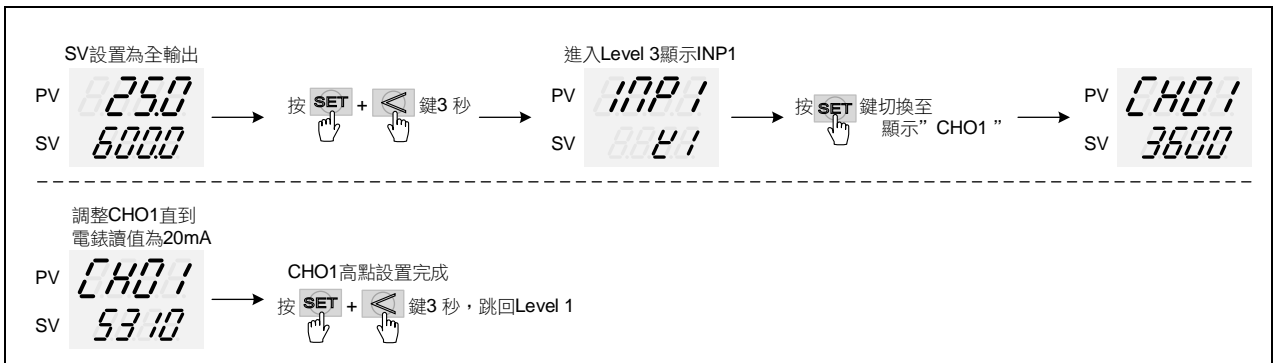 SV設置為全輸出
PV 25.0
SV 600.0
按 SET + < 鍵3 秒
進入Level 3顯示INP1
PV INP1
SV K1
按 SET 鍵切換至
顯示” CHO1 ”
PV CHO1
SV 3600
調整CHO1直到
電錶讀值為20mA
PV CHO1
SV 5310
CHO1高點設置完成
按 SET + < 鍵3 秒，跳回Level 1